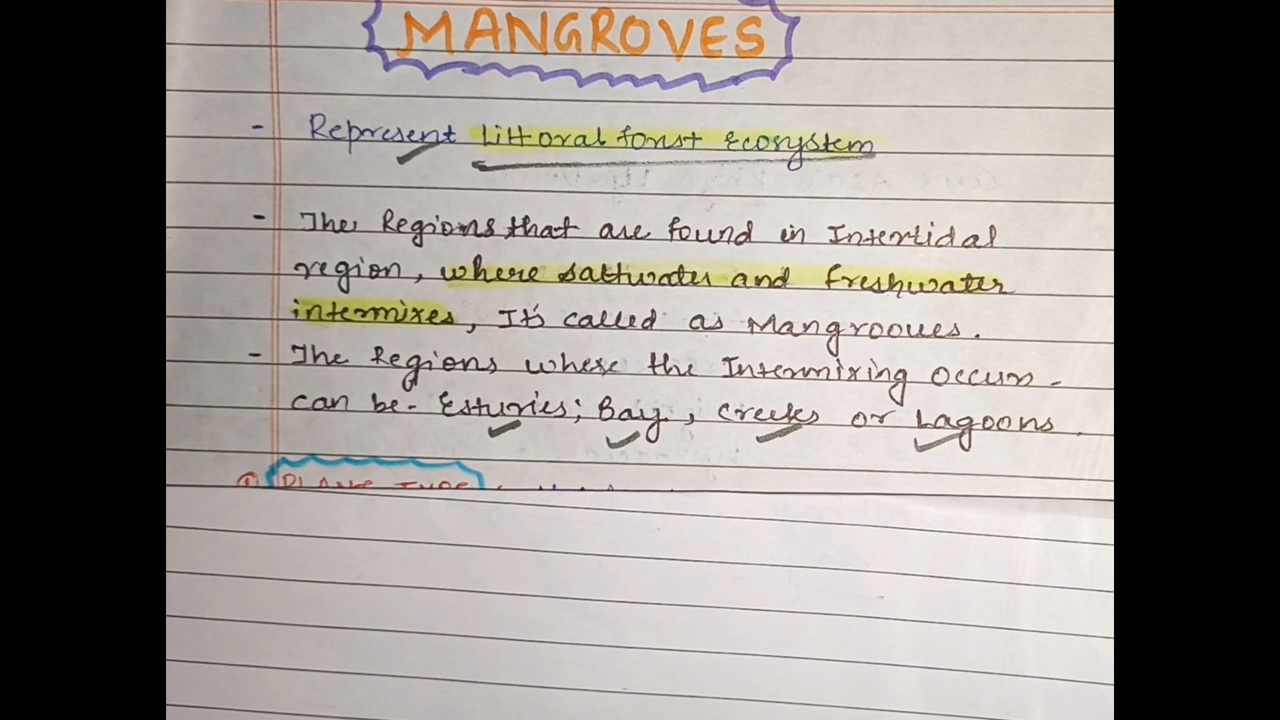 MANGROVES
- Represent Littoral forest Ecosystem
- The Regions that are found in Intertidal
region, where saltwater and freshwater
intermixes, It's called as Mangrooves.
- The Regions where the Intermixing occurs -
can be - Esturies; Bay, creeks or Lagoons.